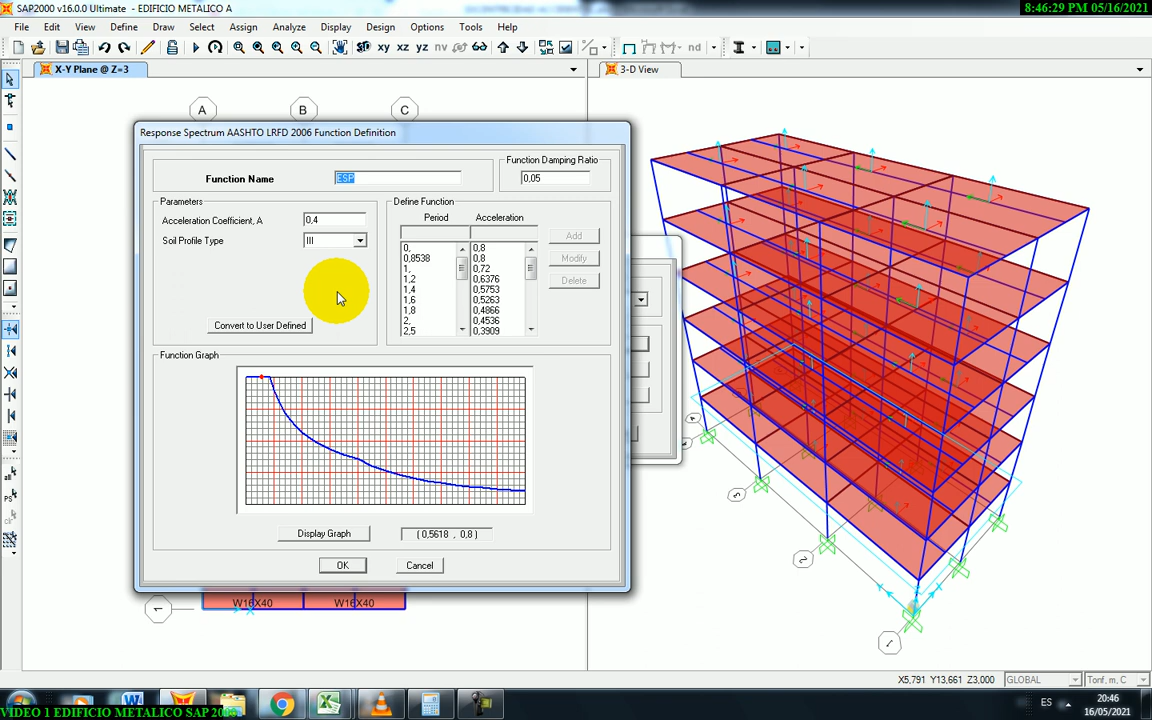 SAP2000 v16.0.0 Ultimate - EDIFICIO METALICO A
8:46:29 PM 05/16/2021
File Edit View Define Draw Select Assign Analyze Display Design Options Tools Help
xy xz yz nv nd
X-Y Plane @ Z=3
3-D View
A B C
Response Spectrum AASHTO LRFD 2006 Function Definition
Function Name
ESP
Function Damping Ratio
0,05
Parameters
Acceleration Coefficient, A
0,4
Soil Profile Type
III
Convert to User Defined
Define Function
Period Acceleration
0, 0,8
0,8538 0,8
1, 0,72
1,2 0,6376
1,4 0,5753
1,6 0,5263
1,8 0,4866
2, 0,4536
2,5 0,3909
Add
Modify
Delete
Function Graph
Display Graph
( 0,5618 , 0,8 )
OK
Cancel
1
W16X40 W16X40
X
Y
X
X5,791 Y13,661 Z3,000
GLOBAL
Tonf, m, C
VIDEO 1 EDIFICIO METALICO SAP 2000
ES
20:46
16/05/2021